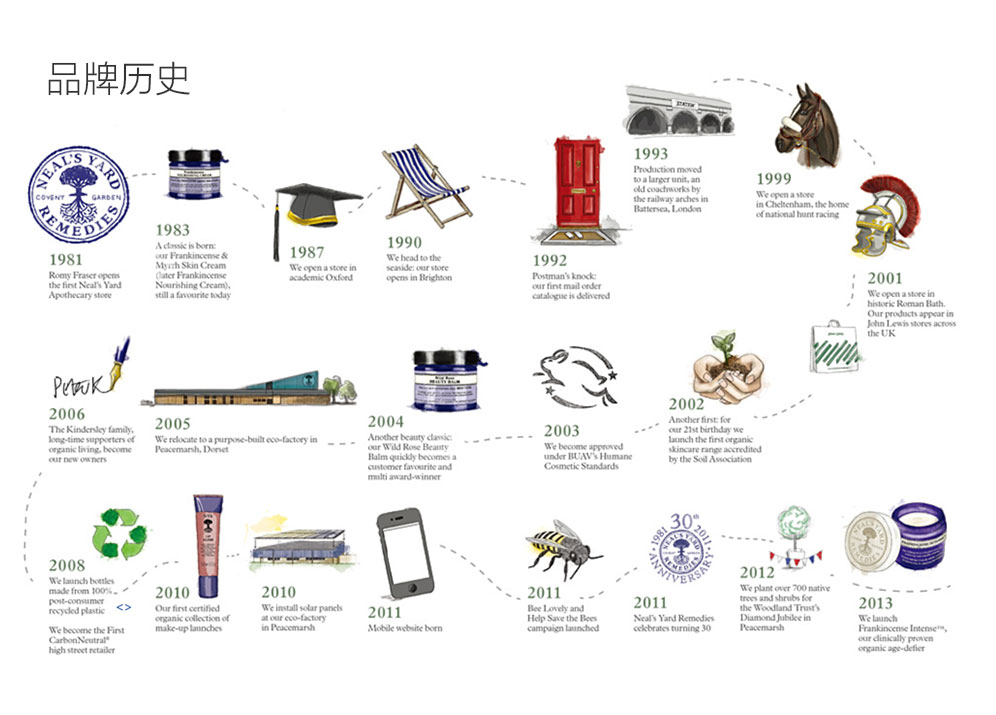 品牌历史
NEAL'S YARD
COVENT GARDEN
REMEDIES
1981
Romy Fraser opens
the first Neal's Yard
Apothecary store
1983
A classic is born:
our Frankincense &
Myrrh Skin Cream
(later Frankincense
Nourishing Cream),
still a favourite today
1987
We open a store in
academic Oxford
1990
We head to the
seaside: our store
opens in Brighton
1992
Postman's knock:
our first mail order
catalogue is delivered
STATION
1993
Production moved
to a larger unit, an
old coachworks by
the railway arches in
Battersea, London
1999
We open a store
in Cheltenham, the home
of national hunt racing
2001
We open a store in
historic Roman Bath.
Our products appear in
John Lewis stores across
the UK
2002
Another first: for
our 21st birthday we
launch the first organic
skincare range accredited
by the Soil Association
2003
We become approved
under BUAV's Humane
Cosmetic Standards
Wild Rose
BEAUTY BALM
2004
Another beauty classic:
our Wild Rose Beauty
Balm quickly becomes a
customer favourite and
multi award-winner
2005
We relocate to a purpose-built eco-factory in
Peacemarsh, Dorset
2006
The Kindersley family,
long-time supporters of
organic living, become
our new owners
2008
We launch bottles
made from 100%
post-consumer
recycled plastic
<>
We become the First
CarbonNeutral®
high street retailer
2010
Our first certified
organic collection of
make-up launches
2010
We install solar panels
at our eco-factory
in Peacemarsh
2011
Mobile website born
2011
Bee Lovely and
Help Save the Bees
campaign launched
1981 30th 2011
NEAL'S YARD
REMEDIES
ANNIVERSARY
2011
Neal's Yard Remedies
celebrates turning 30
2012
We plant over 700 native
trees and shrubs for
the Woodland Trust's
Diamond Jubilee in
Peacemarsh
2013
We launch
Frankincense Intense™,
our clinically proven
organic age-defier